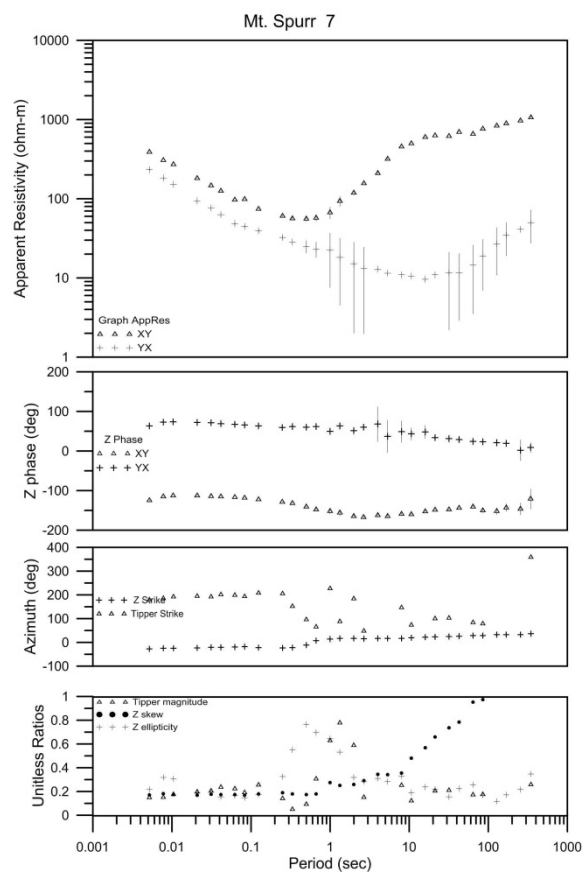 Mt. Spurr 7
Apparent Resistivity (ohm-m)
10000
1000
100
10
1
Graph AppRes
XY
YX
Z phase (deg)
200
100
0
-100
-200
Z Phase
XY
YX
Azimuth (deg)
400
300
200
100
0
-100
Z Strike
Tipper Strike
Unitless Ratios
1
0.8
0.6
0.4
0.2
0
Tipper magnitude
Z skew
Z ellipticity
0.001 0.01 0.1 1 10 100 1000
Period (sec)